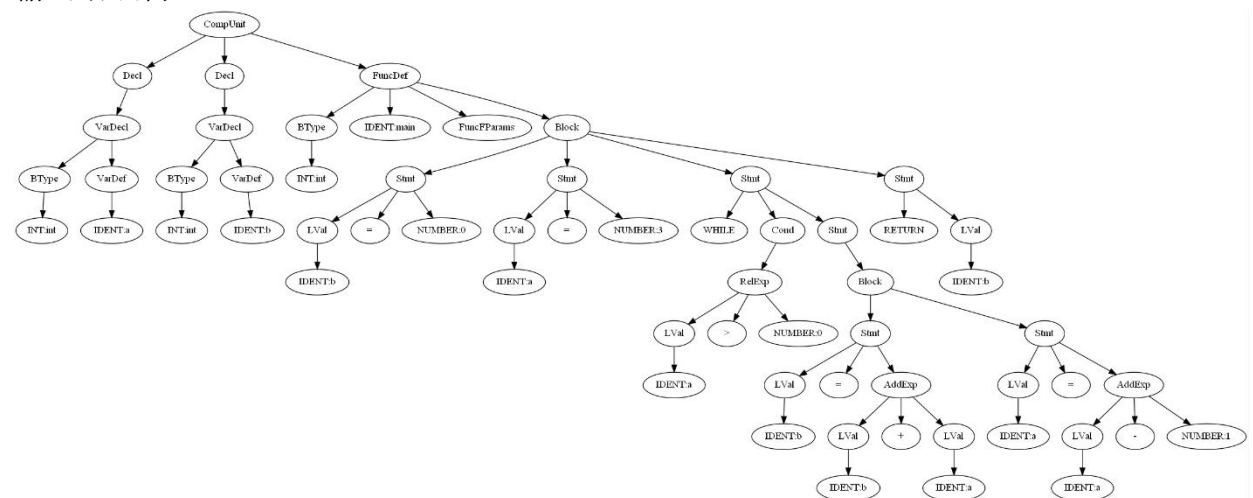 CompUnit
Decl Decl FuncDef
VarDecl VarDecl BType IDENT:main FuncFParams Block
BType VarDef BType VarDef INT:int Stmt Stmt Stmt Stmt
INT:int IDENT:a INT:int IDENT:b LVal = NUMBER:0 LVal = NUMBER:3 WHILE Cond Stmt RETURN LVal
IDENT:b IDENT:a RelExp Block IDENT:b
LVal > NUMBER:0 Stmt Stmt
IDENT:a LVal = AddExp LVal = AddExp
IDENT:b LVal + LVal IDENT:a LVal - NUMBER:1
IDENT:b IDENT:a IDENT:a